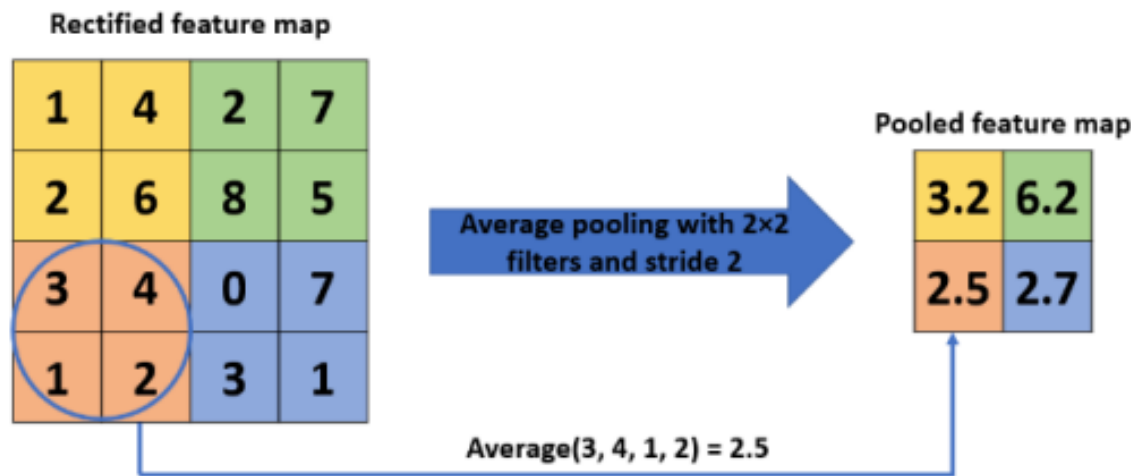 Rectified feature map
1 4 2 7
2 6 8 5
3 4 0 7
1 2 3 1
Average pooling with 2×2
filters and stride 2
Pooled feature map
3.2 6.2
2.5 2.7
Average(3, 4, 1, 2) = 2.5